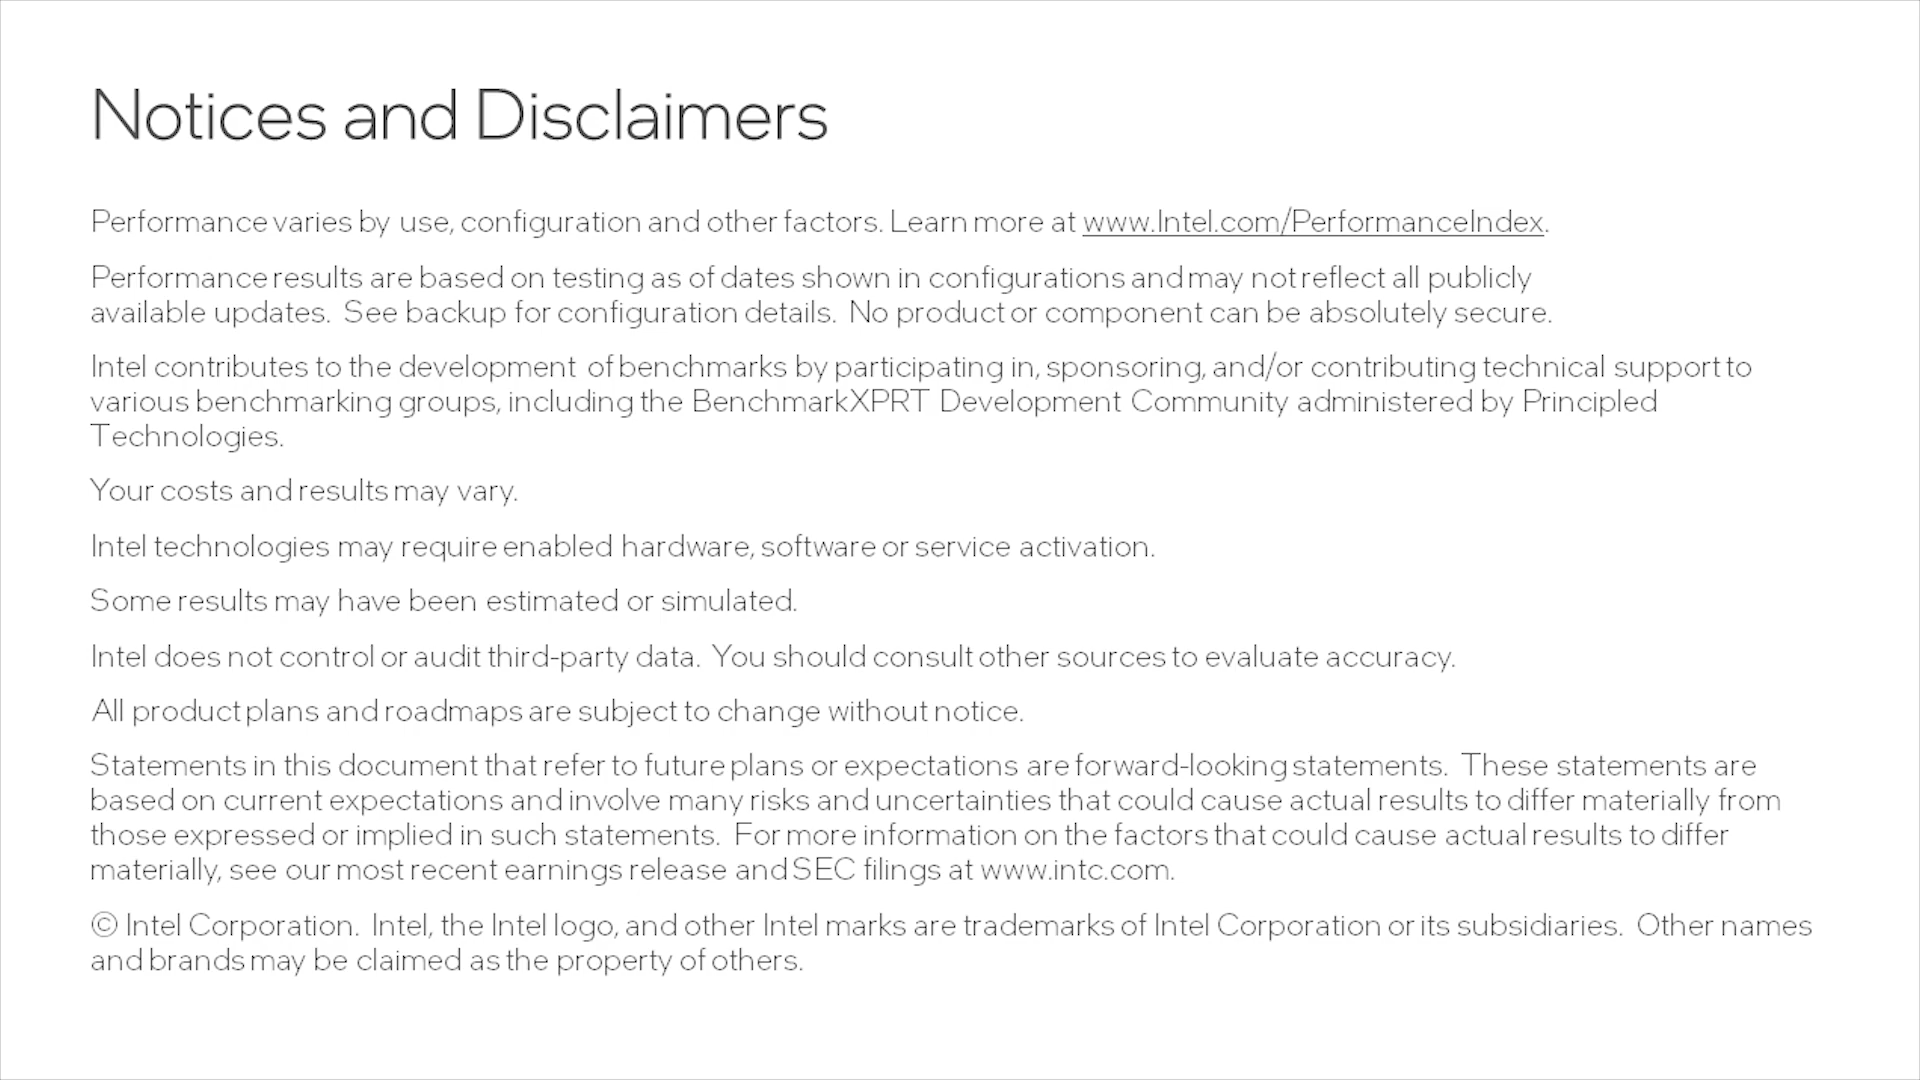 Notices and Disclaimers
Performance varies by use, configuration and other factors. Learn more at www.Intel.com/PerformanceIndex.
Performance results are based on testing as of dates shown in configurations and may not reflect all publicly
available updates.  See backup for configuration details.  No product or component can be absolutely secure.
Intel contributes to the development of benchmarks by participating in, sponsoring, and/or contributing technical support to
various benchmarking groups, including the BenchmarkXPRT Development Community administered by Principled
Technologies.
Your costs and results may vary.
Intel technologies may require enabled hardware, software or service activation.
Some results may have been estimated or simulated.
Intel does not control or audit third-party data.  You should consult other sources to evaluate accuracy.
All product plans and roadmaps are subject to change without notice.
Statements in this document that refer to future plans or expectations are forward-looking statements.  These statements are
based on current expectations and involve many risks and uncertainties that could cause actual results to differ materially from
those expressed or implied in such statements.  For more information on the factors that could cause actual results to differ
materially, see our most recent earnings release and SEC filings at www.intc.com.
© Intel Corporation.  Intel, the Intel logo, and other Intel marks are trademarks of Intel Corporation or its subsidiaries.  Other names
and brands may be claimed as the property of others.